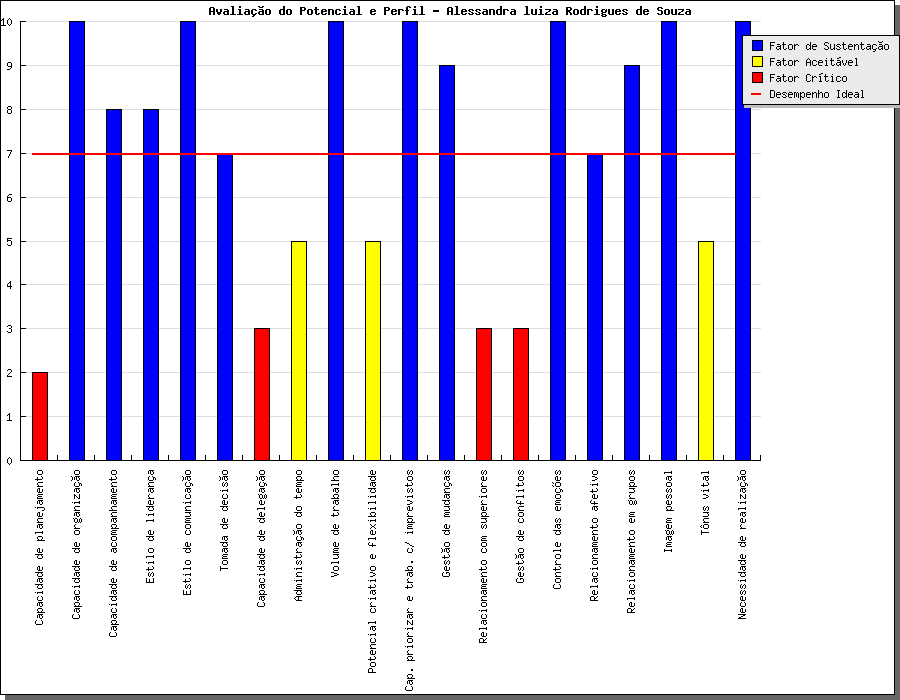 Avaliação do Potencial e Perfil - Alessandra luiza Rodrigues de Souza
10
9
8
7
6
5
4
3
2
1
0
Fator de Sustentação
Fator Aceitável
Fator Crítico
Desempenho Ideal
Capacidade de planejamento
Capacidade de organização
Capacidade de acompanhamento
Estilo de liderança
Estilo de comunicação
Tomada de decisão
Capacidade de delegação
Administração do tempo
Volume de trabalho
Potencial criativo e flexibilidade
Cap. priorizar e trab. c/ imprevistos
Gestão de mudanças
Relacionamento com superiores
Gestão de conflitos
Controle das emoções
Relacionamento afetivo
Relacionamento em grupos
Imagem pessoal
Tônus vital
Necessidade de realização